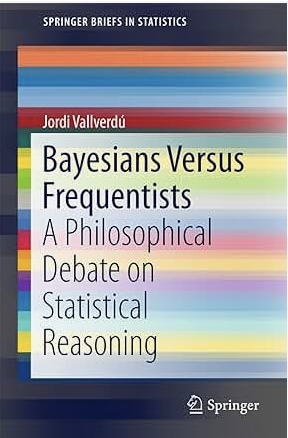 SPRINGER BRIEFS IN STATISTICS
Jordi Vallverdú
Bayesians Versus
Frequentists
A Philosophical
Debate on
Statistical
Reasoning
Springer